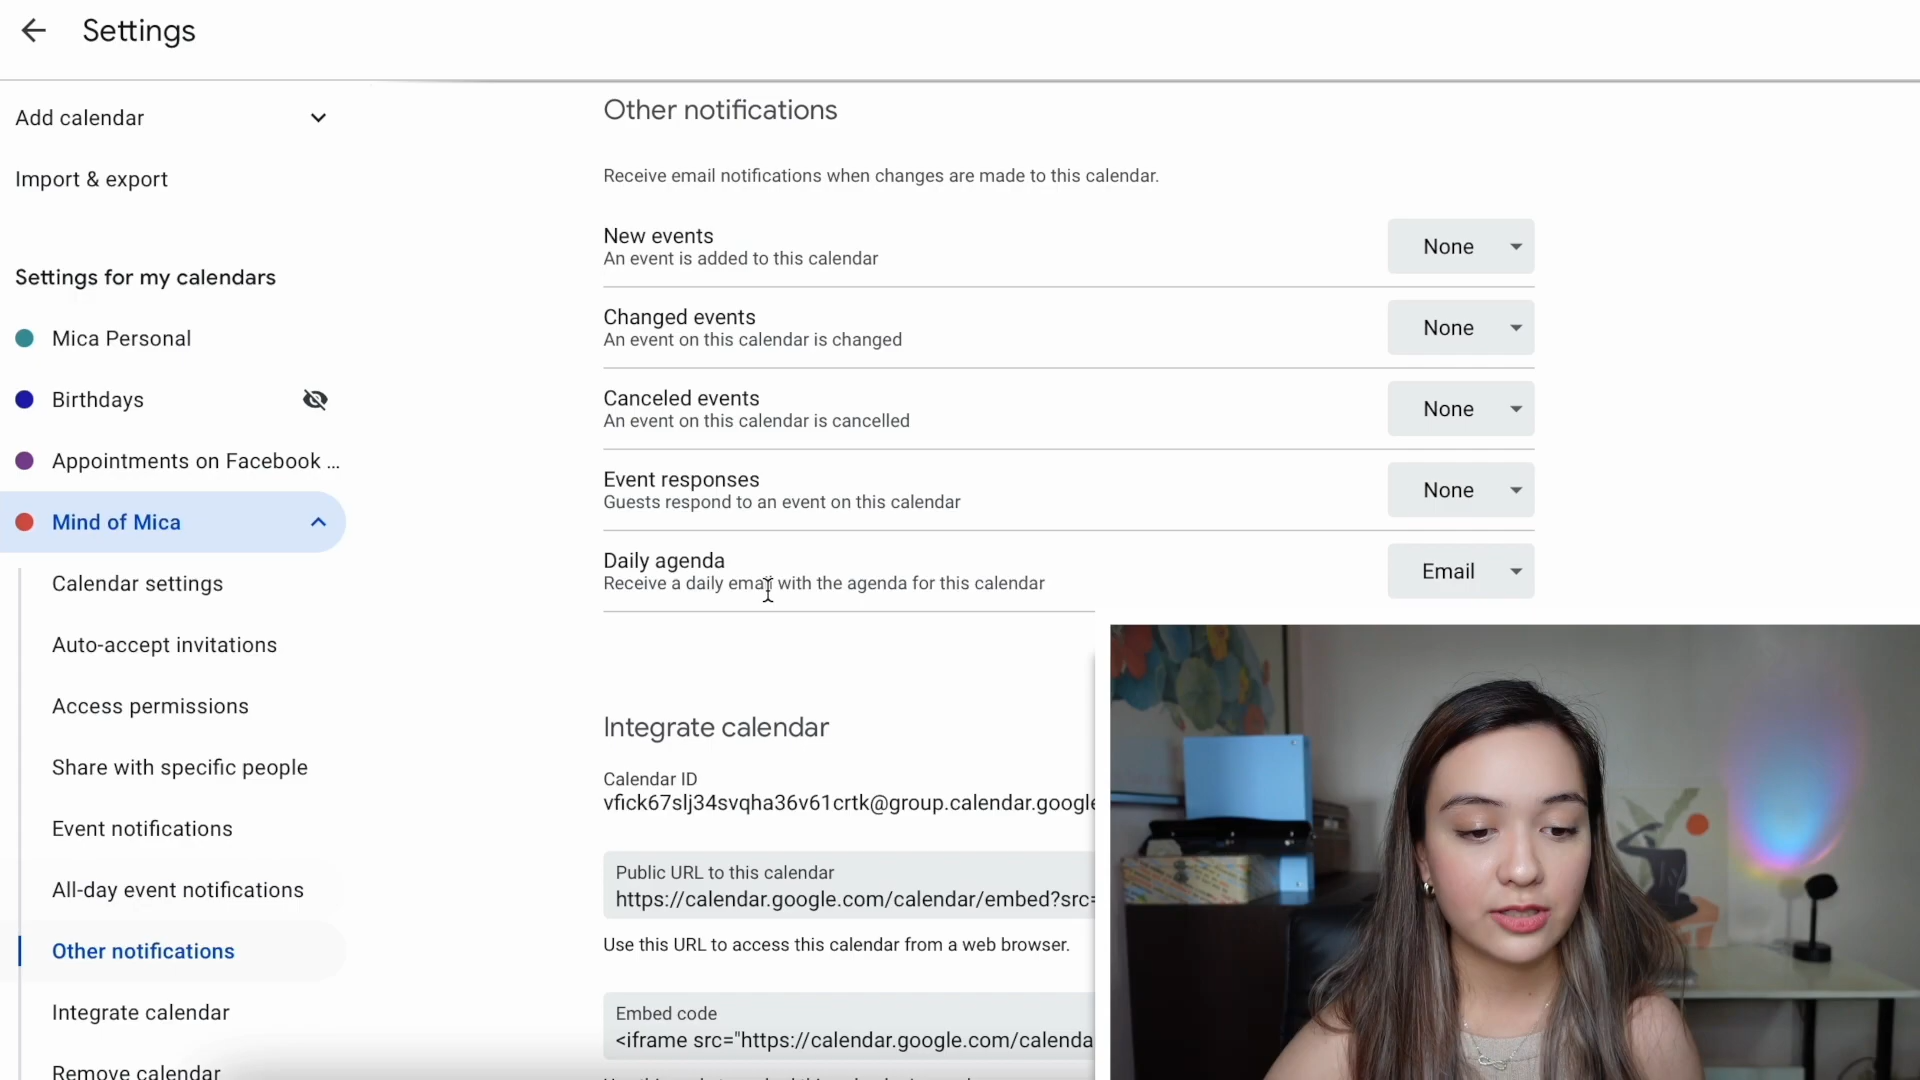 Settings
Add calendar
Import & export
Settings for my calendars
Mica Personal
Birthdays
Appointments on Facebook ...
Mind of Mica
Calendar settings
Auto-accept invitations
Access permissions
Share with specific people
Event notifications
All-day event notifications
Other notifications
Integrate calendar
Remove calendar
Other notifications
Receive email notifications when changes are made to this calendar.
New events
An event is added to this calendar
None
Changed events
An event on this calendar is changed
None
Canceled events
An event on this calendar is cancelled
None
Event responses
Guests respond to an event on this calendar
None
Daily agenda
Receive a daily email with the agenda for this calendar
Email
Integrate calendar
Calendar ID
vfick67slj34svqha36v61crtk@group.calendar.google
Public URL to this calendar
https://calendar.google.com/calendar/embed?src=
Use this URL to access this calendar from a web browser.
Embed code
<iframe src="https://calendar.google.com/calenda